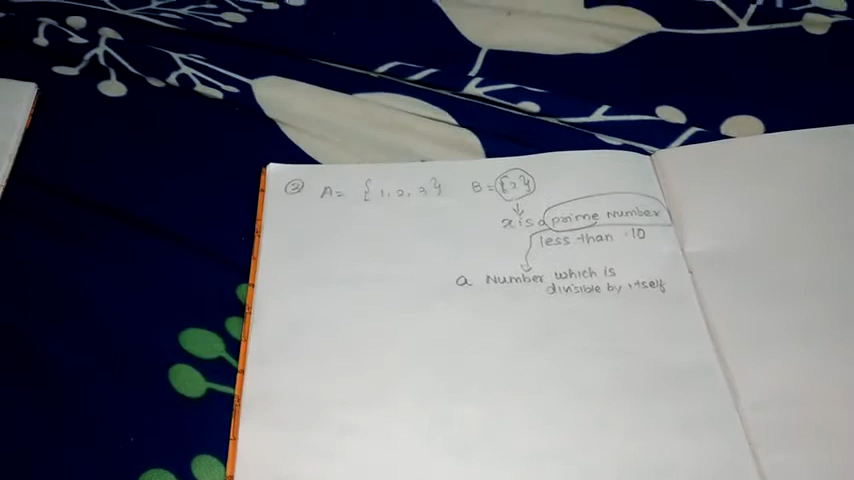 ② A = {1, 2, 3} B = {x}
x is a prime Number
less than 10
a Number which is
divisible by itself